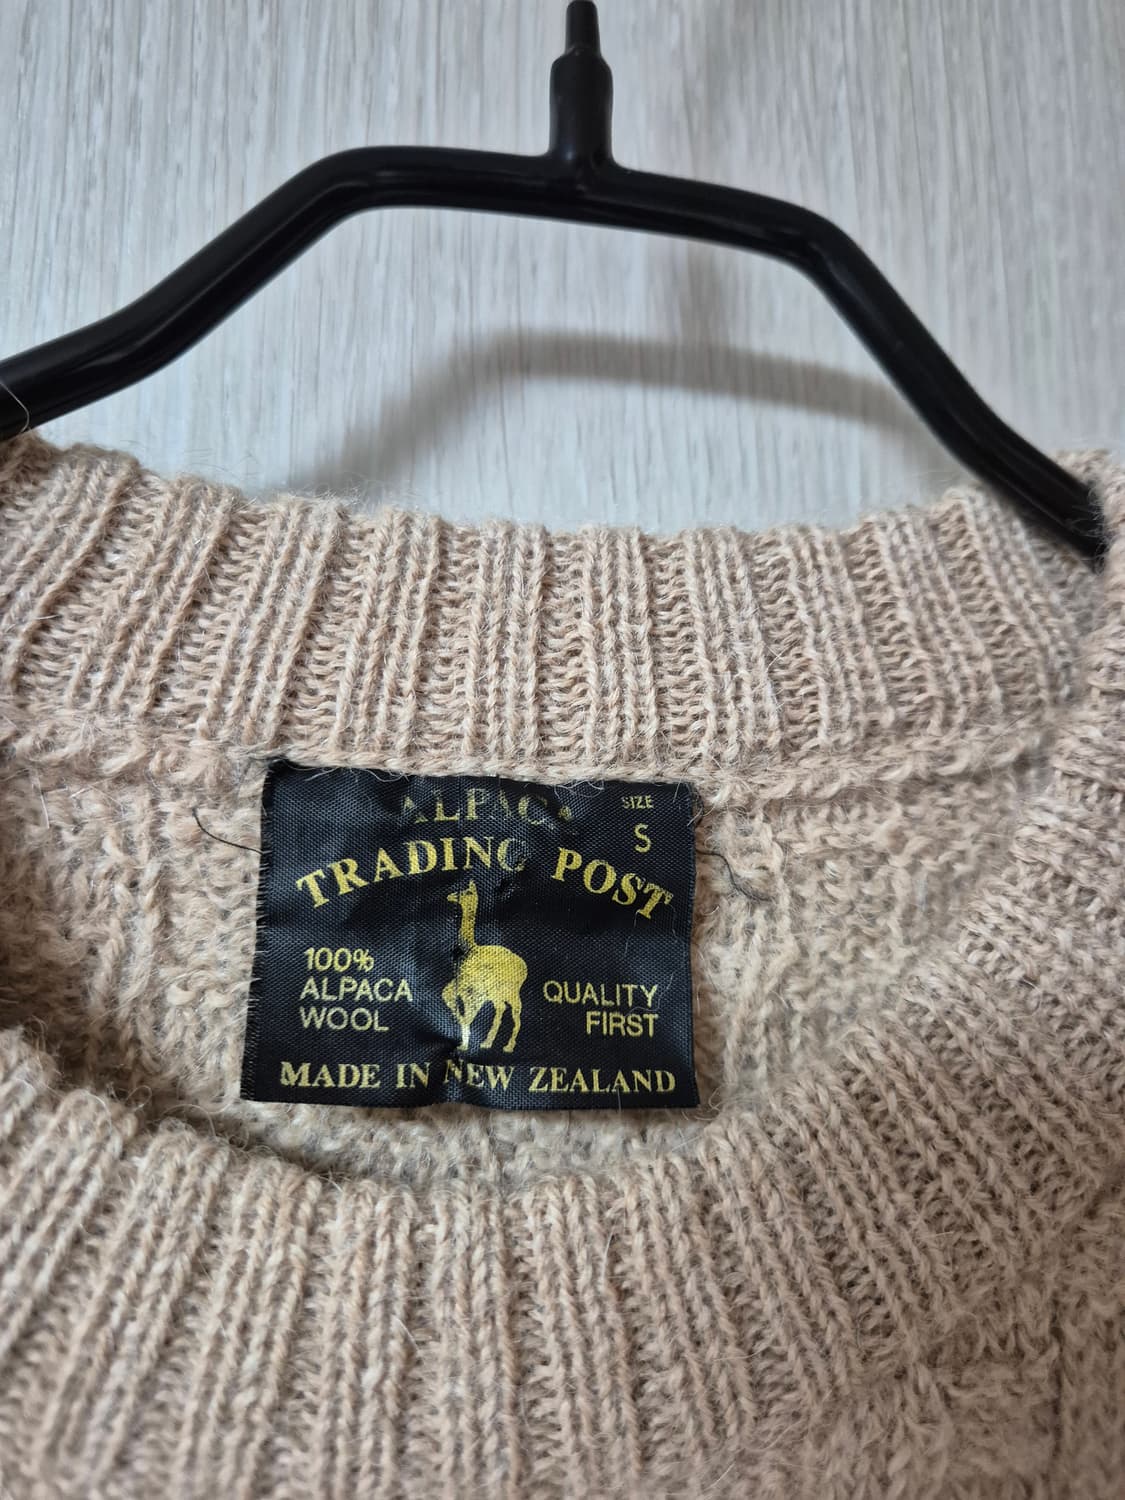 ALPACA
SIZE
S
TRADING POST
100%
ALPACA
WOOL
QUALITY
FIRST
MADE IN NEW ZEALAND